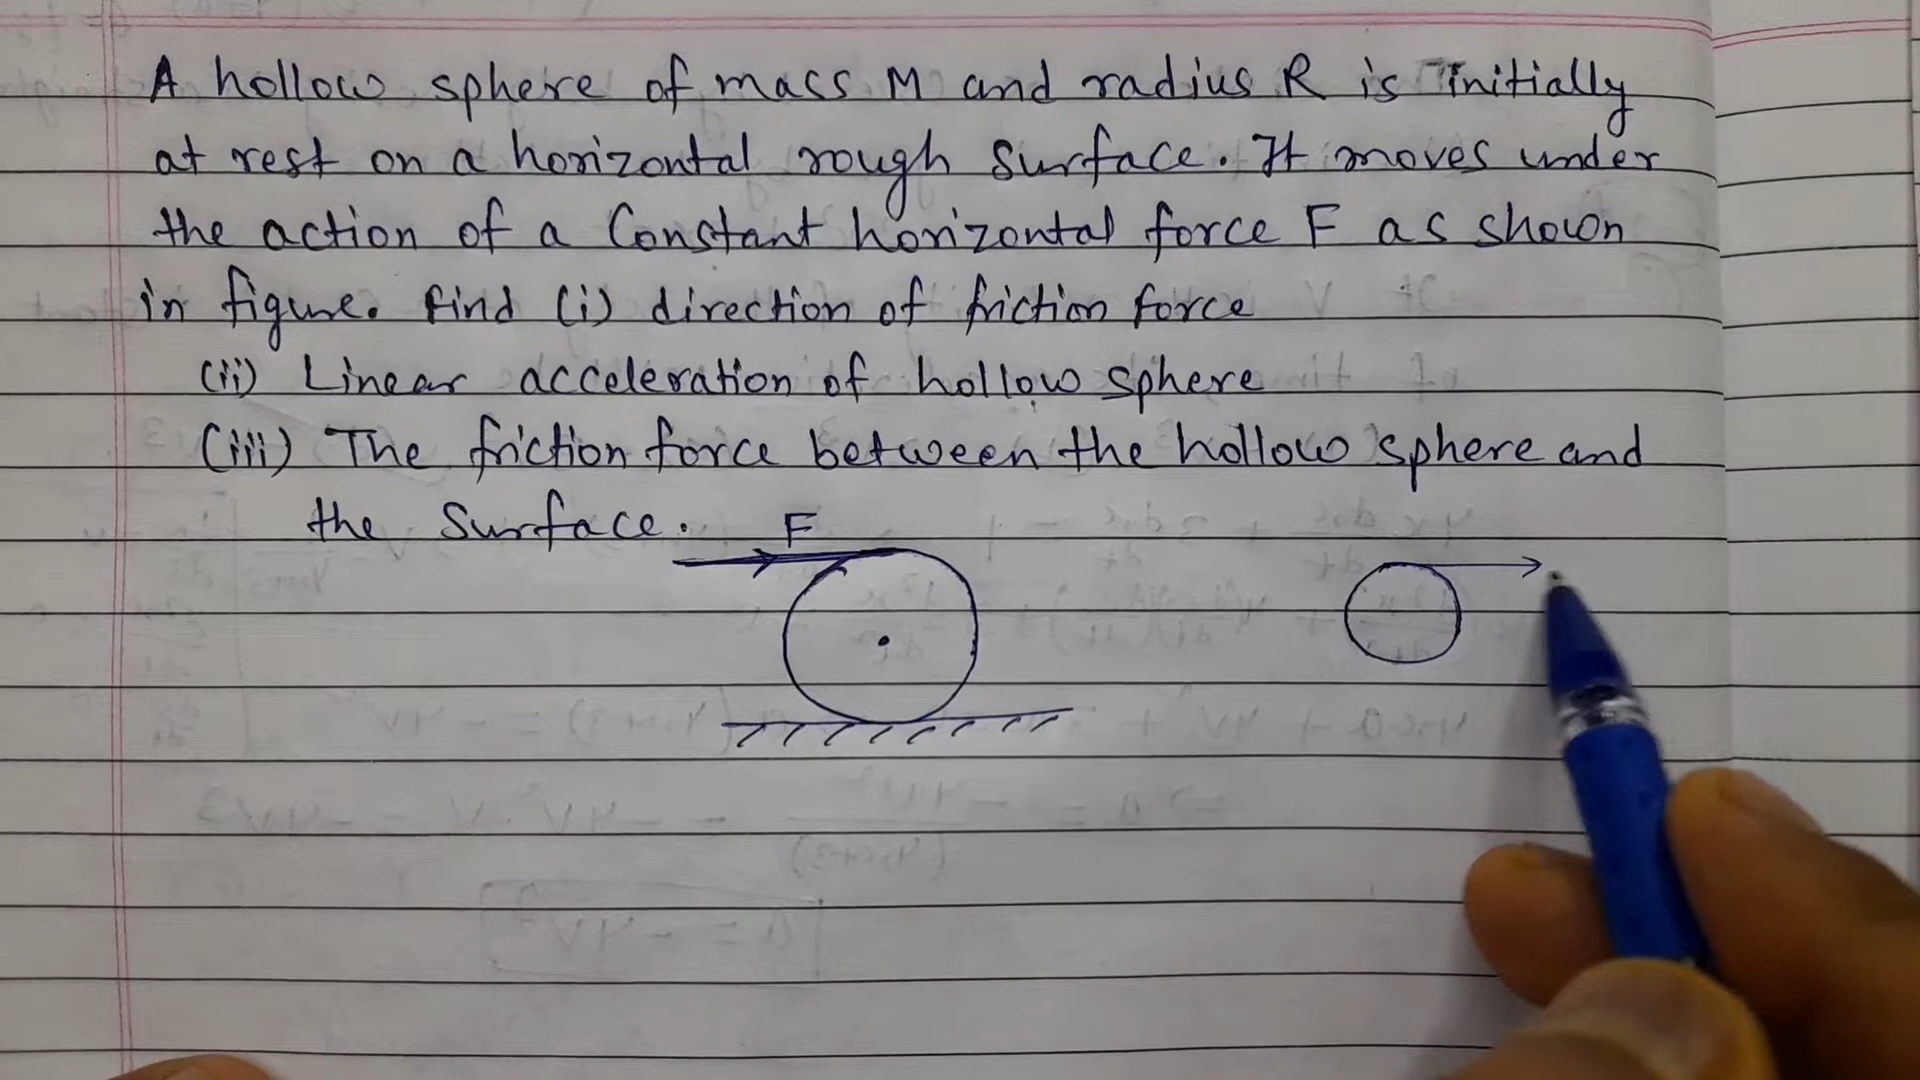 A hollow sphere of mass M and radius R is initially
at rest on a horizontal rough surface. It moves under
the action of a Constant horizontal force F as shown
in figure. find (i) direction of friction force
(ii) Linear acceleration of hollow sphere
(iii) The friction force between the hollow sphere and
the Surface.
F